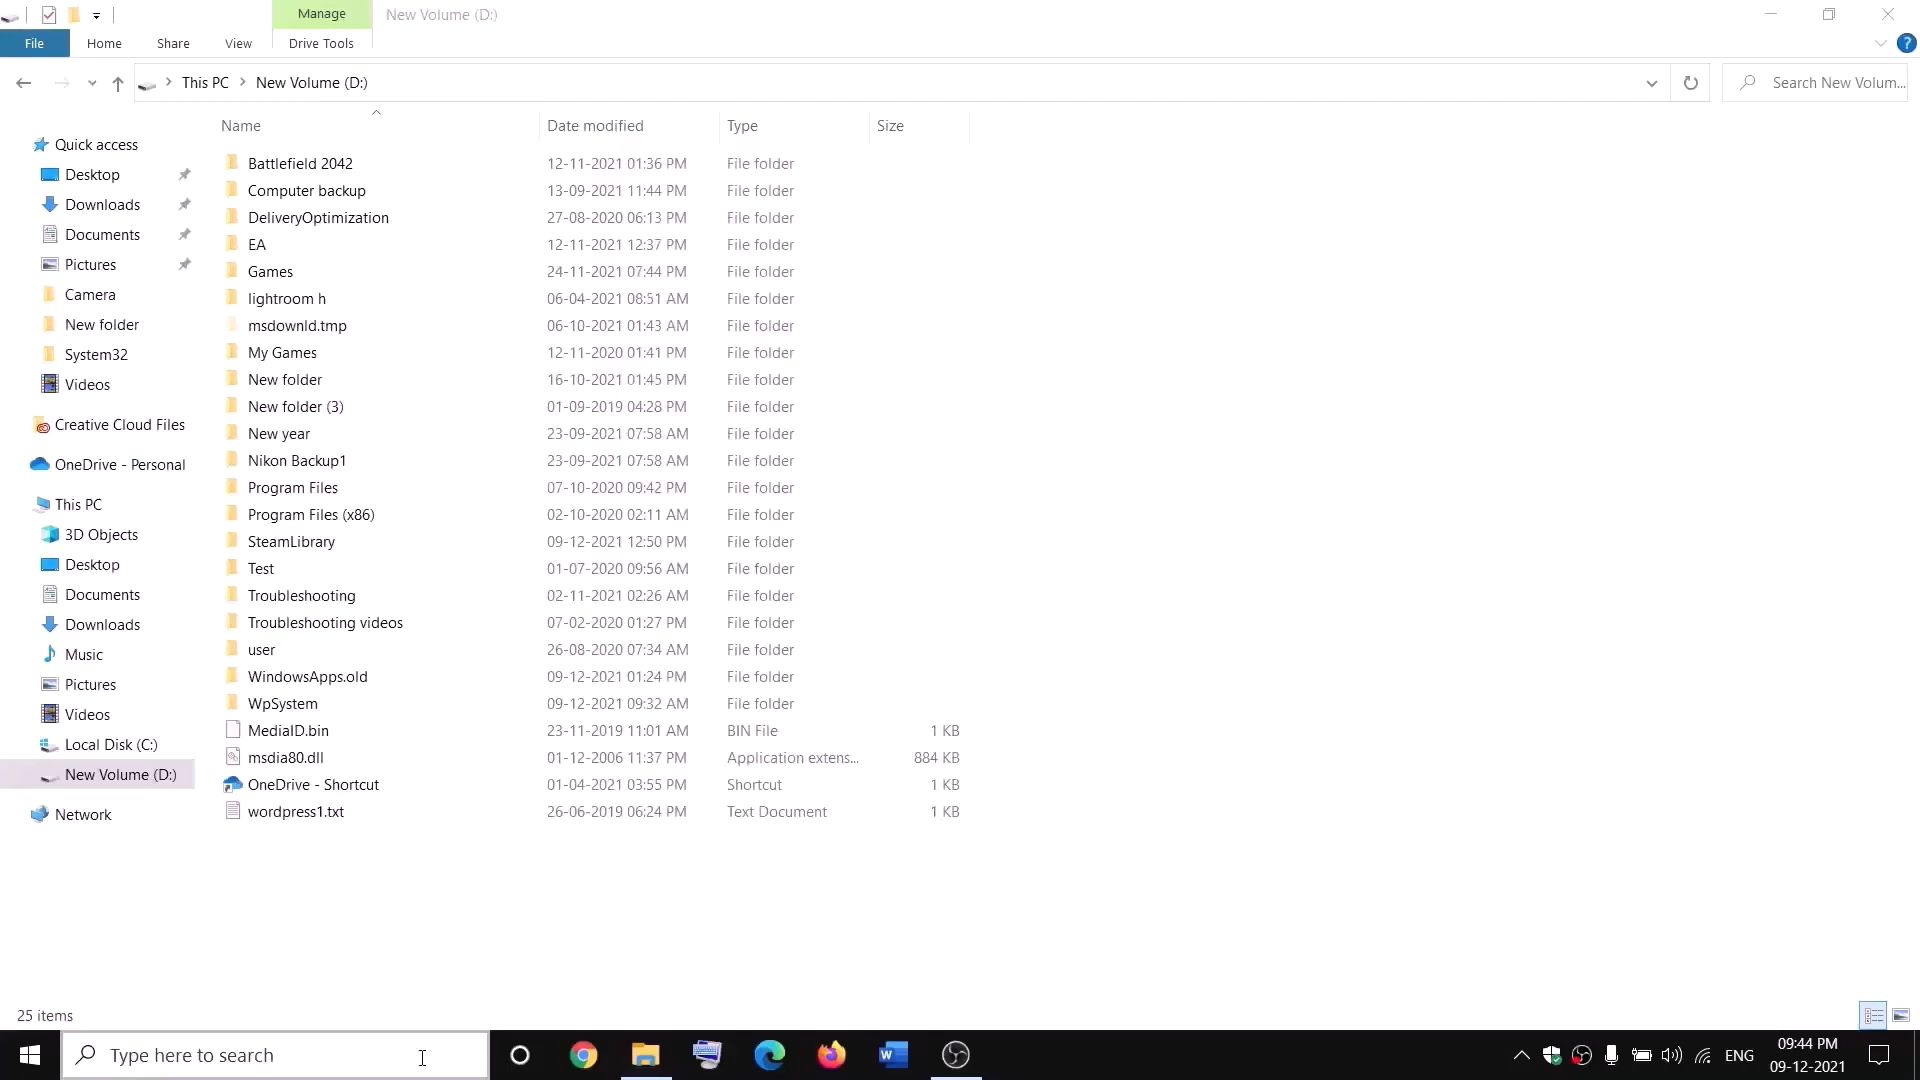 Manage New Volume (D:)
File Home Share View Drive Tools
This PC New Volume (D:) Search New Volum...
Name Date modified Type Size
Quick access
Desktop
Downloads
Documents
Pictures
Camera
New folder
System32
Videos
Creative Cloud Files
OneDrive - Personal
This PC
3D Objects
Desktop
Documents
Downloads
Music
Pictures
Videos
Local Disk (C:)
New Volume (D:)
Network
Battlefield 2042 12-11-2021 01:36 PM File folder
Computer backup 13-09-2021 11:44 PM File folder
DeliveryOptimization 27-08-2020 06:13 PM File folder
EA 12-11-2021 12:37 PM File folder
Games 24-11-2021 07:44 PM File folder
lightroom h 06-04-2021 08:51 AM File folder
msdownld.tmp 06-10-2021 01:43 AM File folder
My Games 12-11-2020 01:41 PM File folder
New folder 16-10-2021 01:45 PM File folder
New folder (3) 01-09-2019 04:28 PM File folder
New year 23-09-2021 07:58 AM File folder
Nikon Backup1 23-09-2021 07:58 AM File folder
Program Files 07-10-2020 09:42 PM File folder
Program Files (x86) 02-10-2020 02:11 AM File folder
SteamLibrary 09-12-2021 12:50 PM File folder
Test 01-07-2020 09:56 AM File folder
Troubleshooting 02-11-2021 02:26 AM File folder
Troubleshooting videos 07-02-2020 01:27 PM File folder
user 26-08-2020 07:34 AM File folder
WindowsApps.old 09-12-2021 01:24 PM File folder
WpSystem 09-12-2021 09:32 AM File folder
MediaID.bin 23-11-2019 11:01 AM BIN File 1 KB
msdia80.dll 01-12-2006 11:37 PM Application extens... 884 KB
OneDrive - Shortcut 01-04-2021 03:55 PM Shortcut 1 KB
wordpress1.txt 26-06-2019 06:24 PM Text Document 1 KB
25 items
Type here to search
ENG
09:44 PM
09-12-2021